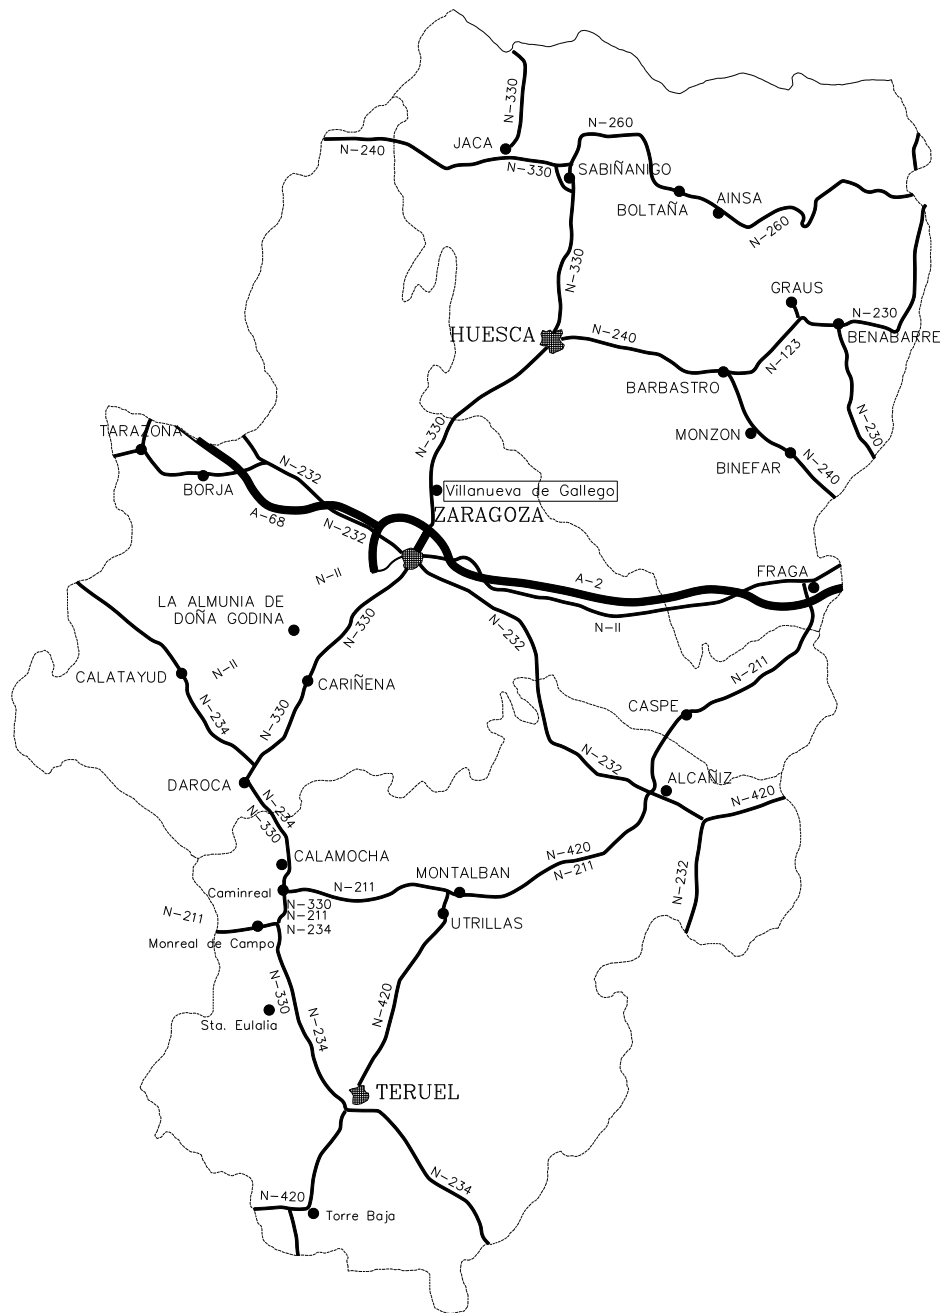 N-330
N-260
JACA
N-240
N-330
SABIÑANIGO
BOLTAÑA
AINSA
N-260
N-330
GRAUS
N-230
HUESCA
N-240
BENABARRE
N-123
BARBASTRO
N-330
TARAZONA
MONZON
N-230
BINEFAR
N-240
N-232
BORJA
Villanueva de Gallego
A-68
N-232
ZARAGOZA
N-II
A-2
FRAGA
LA ALMUNIA DE
DOÑA GODINA
N-330
N-232
N-II
N-II
CALATAYUD
CARIÑENA
N-211
N-234
N-330
CASPE
N-232
DAROCA
ALCAÑIZ
N-420
N-234
N-330
CALAMOCHA
N-420
N-211
MONTALBAN
N-232
Caminreal
N-211
N-330
N-211
N-234
N-211
UTRILLAS
Monreal de Campo
N-330
N-420
Sta. Eulalia
N-234
TERUEL
N-234
N-420
Torre Baja